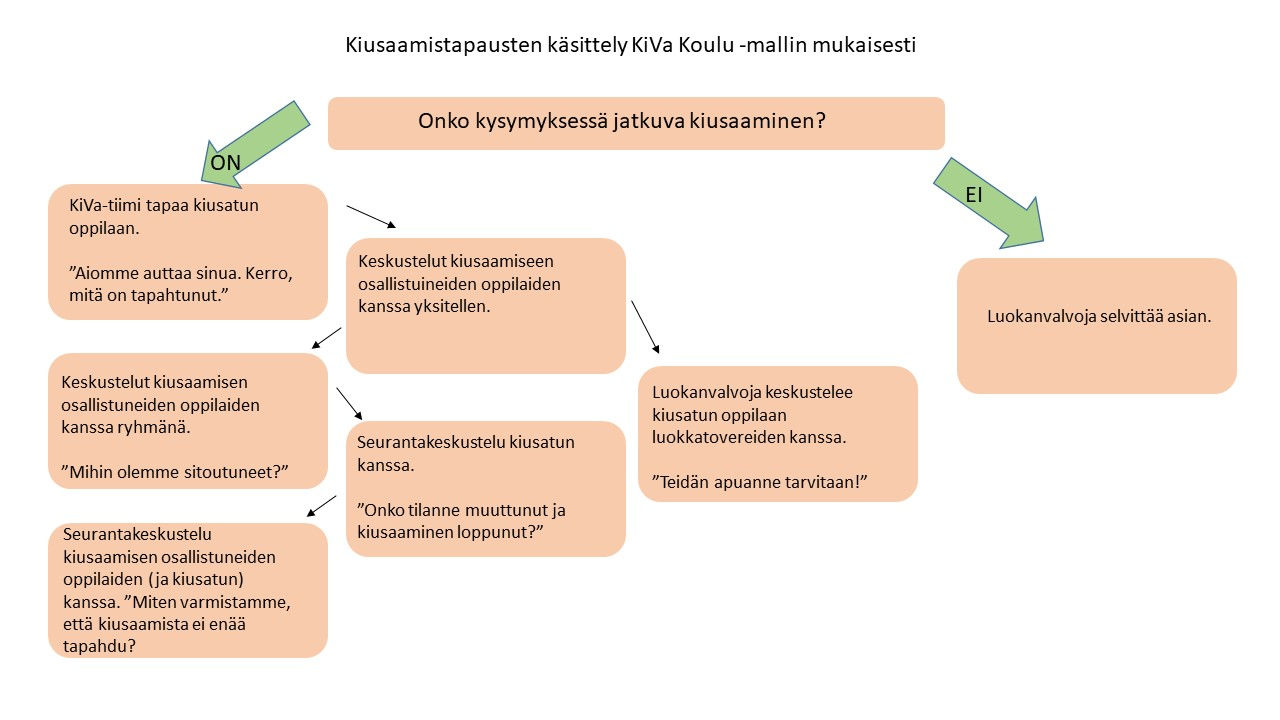 Kiusaamistapausten käsittely KiVa Koulu -mallin mukaisesti
Onko kysymyksessä jatkuva kiusaaminen?
ON
EI
KiVa-tiimi tapaa kiusatun
oppilaan.
”Aiomme auttaa sinua. Kerro,
mitä on tapahtunut.”
Keskustelut kiusaamiseen
osallistuineiden oppilaiden
kanssa yksitellen.
Luokanvalvoja selvittää asian.
Keskustelut kiusaamisen
osallistuneiden oppilaiden
kanssa ryhmänä.
”Mihin olemme sitoutuneet?”
Luokanvalvoja keskustelee
kiusatun oppilaan
luokkatovereiden kanssa.
”Teidän apuanne tarvitaan!”
Seurantakeskustelu kiusatun
kanssa.
”Onko tilanne muuttunut ja
kiusaaminen loppunut?”
Seurantakeskustelu
kiusaamisen osallistuneiden
oppilaiden (ja kiusatun)
kanssa. ”Miten varmistamme,
että kiusaamista ei enää
tapahdu?